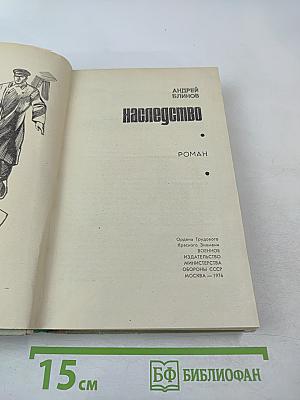 АНДРЕЙ
БЛИНОВ
НАСЛЕДСТВО
РОМАН
Ордена Трудового
Красного Знамени
ВОЕННОЕ
ИЗДАТЕЛЬСТВО
МИНИСТЕРСТВА
ОБОРОНЫ СССР
МОСКВА — 1976
15 см
БФ БИБЛИОФАН